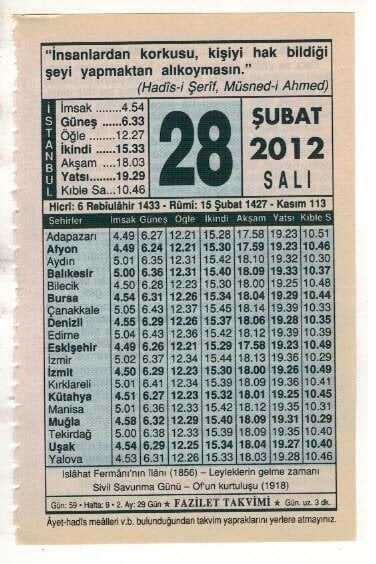 “İnsanlardan korkusu, kişiyi hak bildiği
şeyi yapmaktan alıkoymasın.”
(Hadîs-i Şerîf, Müsned-i Ahmed)
İSTANBUL
İmsak ........4.54
Güneş ......6.33
Öğle ........12.27
İkindi .....15.33
Akşam ....18.03
Yatsı.......19.29
Kıble Sa...10.46
28
ŞUBAT
2012
SALI
Hicrî: 6 Rebiulâhir 1433 - Rûmi: 15 Şubat 1427 - Kasım 113
Şehirler İmsak Güneş Öğle İkindi Akşam Yatsı Kıble S
Adapazarı 4.49 6.27 12.21 15.28 17.58 19.23 10.51
Afyon 4.49 6.26 12.21 15.30 17.59 19.23 10.46
Aydın 5.01 6.35 12.31 15.42 18.10 19.32 10.30
Balıkesir 5.00 6.36 12.31 15.40 18.09 19.33 10.37
Bilecik 4.50 6.28 12.23 15.30 18.00 19.25 10.48
Bursa 4.54 6.31 12.26 15.34 18.04 19.29 10.44
Çanakkale 5.05 6.43 12.36 15.45 18.14 19.39 10.33
Denizli 4.55 6.29 12.26 15.37 18.06 19.28 10.35
Edirne 5.04 6.43 12.36 15.42 18.12 19.39 10.39
Eskişehir 4.49 6.26 12.21 15.29 17.58 19.23 10.49
İzmir 5.02 6.37 12.34 15.44 18.13 19.36 10.29
İzmit 4.50 6.29 12.23 15.30 18.00 19.26 10.49
Kırklareli 5.01 6.41 12.34 15.39 18.09 19.36 10.41
Kütahya 4.51 6.27 12.23 15.32 18.01 19.25 10.45
Manisa 5.01 6.36 12.33 15.42 18.12 19.35 10.31
Muğla 4.58 6.32 12.29 15.40 18.09 19.31 10.29
Tekirdağ 5.00 6.38 12.33 15.39 18.09 19.35 10.40
Uşak 4.54 6.29 12.25 15.34 18.04 19.27 10.40
Yalova 4.53 6.31 12.26 15.33 18.03 19.28 10.46
Islâhat Fermânı'nın îlânı (1856) – Leyleklerin gelme zamanı
Sivil Savunma Günü – Of'un kurtuluşu (1918)
Gün: 59 • Hafta: 9 • 2. Ay: 29 Gün ★ FAZİLET TAKVİMİ ★ Gün. uz. 3 dk.
Âyet-hadîs meâlleri v.b. bulunduğundan takvim yapraklarını yerlere atmayınız.